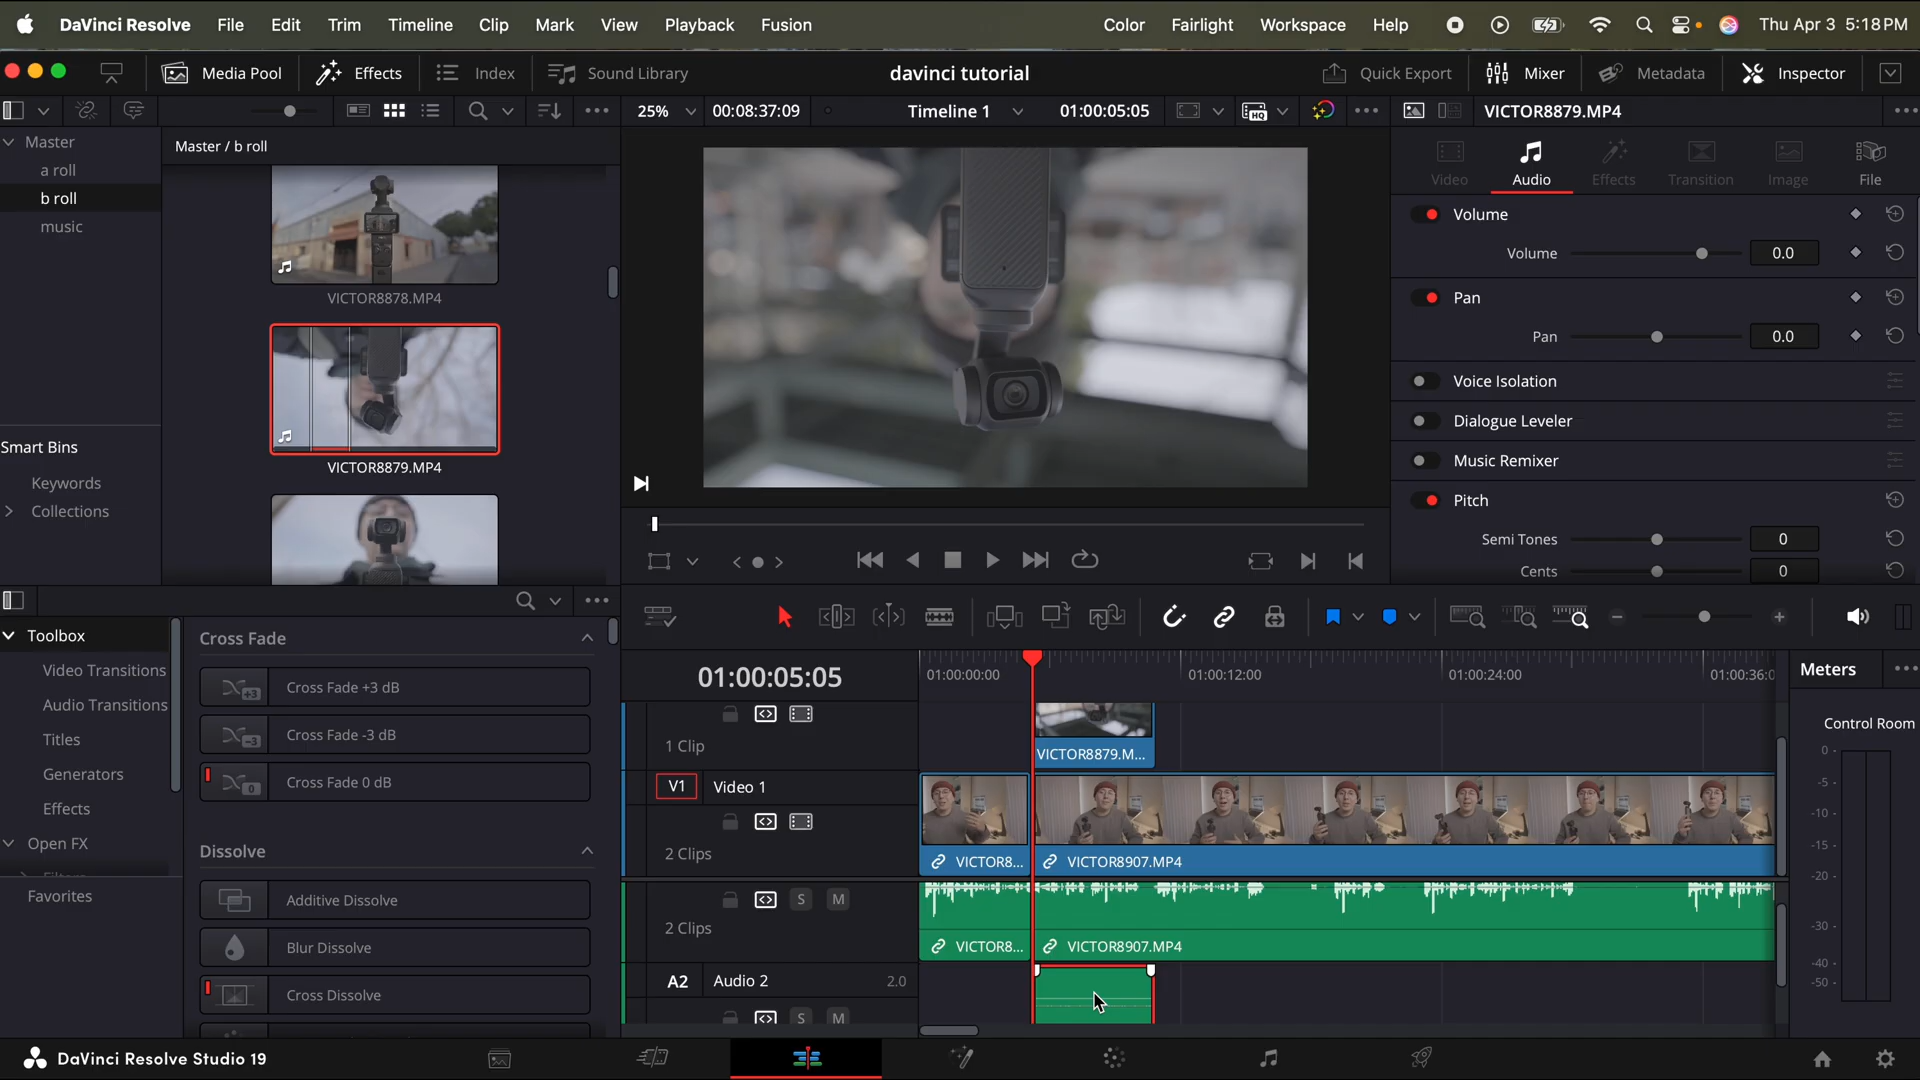 DaVinci Resolve File Edit Trim Timeline Clip Mark View Playback Fusion Color Fairlight Workspace Help Thu Apr 3 5:18 PM
Media Pool Effects Index Sound Library davinci tutorial Quick Export Mixer Metadata Inspector
25% 00:08:37:09 Timeline 1 01:00:05:05 VICTOR8879.MP4
Master
a roll
b roll
music
Smart Bins
Keywords
Collections
Master / b roll
VICTOR8878.MP4
VICTOR8879.MP4
Video Audio Effects Transition Image File
Volume
Volume 0.0
Pan
Pan 0.0
Voice Isolation
Dialogue Leveler
Music Remixer
Pitch
Semi Tones 0
Cents 0
Toolbox
Video Transitions
Audio Transitions
Titles
Generators
Effects
Open FX
Favorites
Cross Fade
Cross Fade +3 dB
Cross Fade -3 dB
Cross Fade 0 dB
Dissolve
Additive Dissolve
Blur Dissolve
Cross Dissolve
01:00:05:05 01:00:00:00 01:00:12:00 01:00:24:00 01:00:36:0
1 Clip
VICTOR8879.M...
V1 Video 1
2 Clips
VICTOR8... VICTOR8907.MP4
S M
2 Clips
VICTOR8... VICTOR8907.MP4
A2 Audio 2 2.0
S M
Meters
Control Room
0
-5
-10
-15
-20
-30
-40
-50
DaVinci Resolve Studio 19